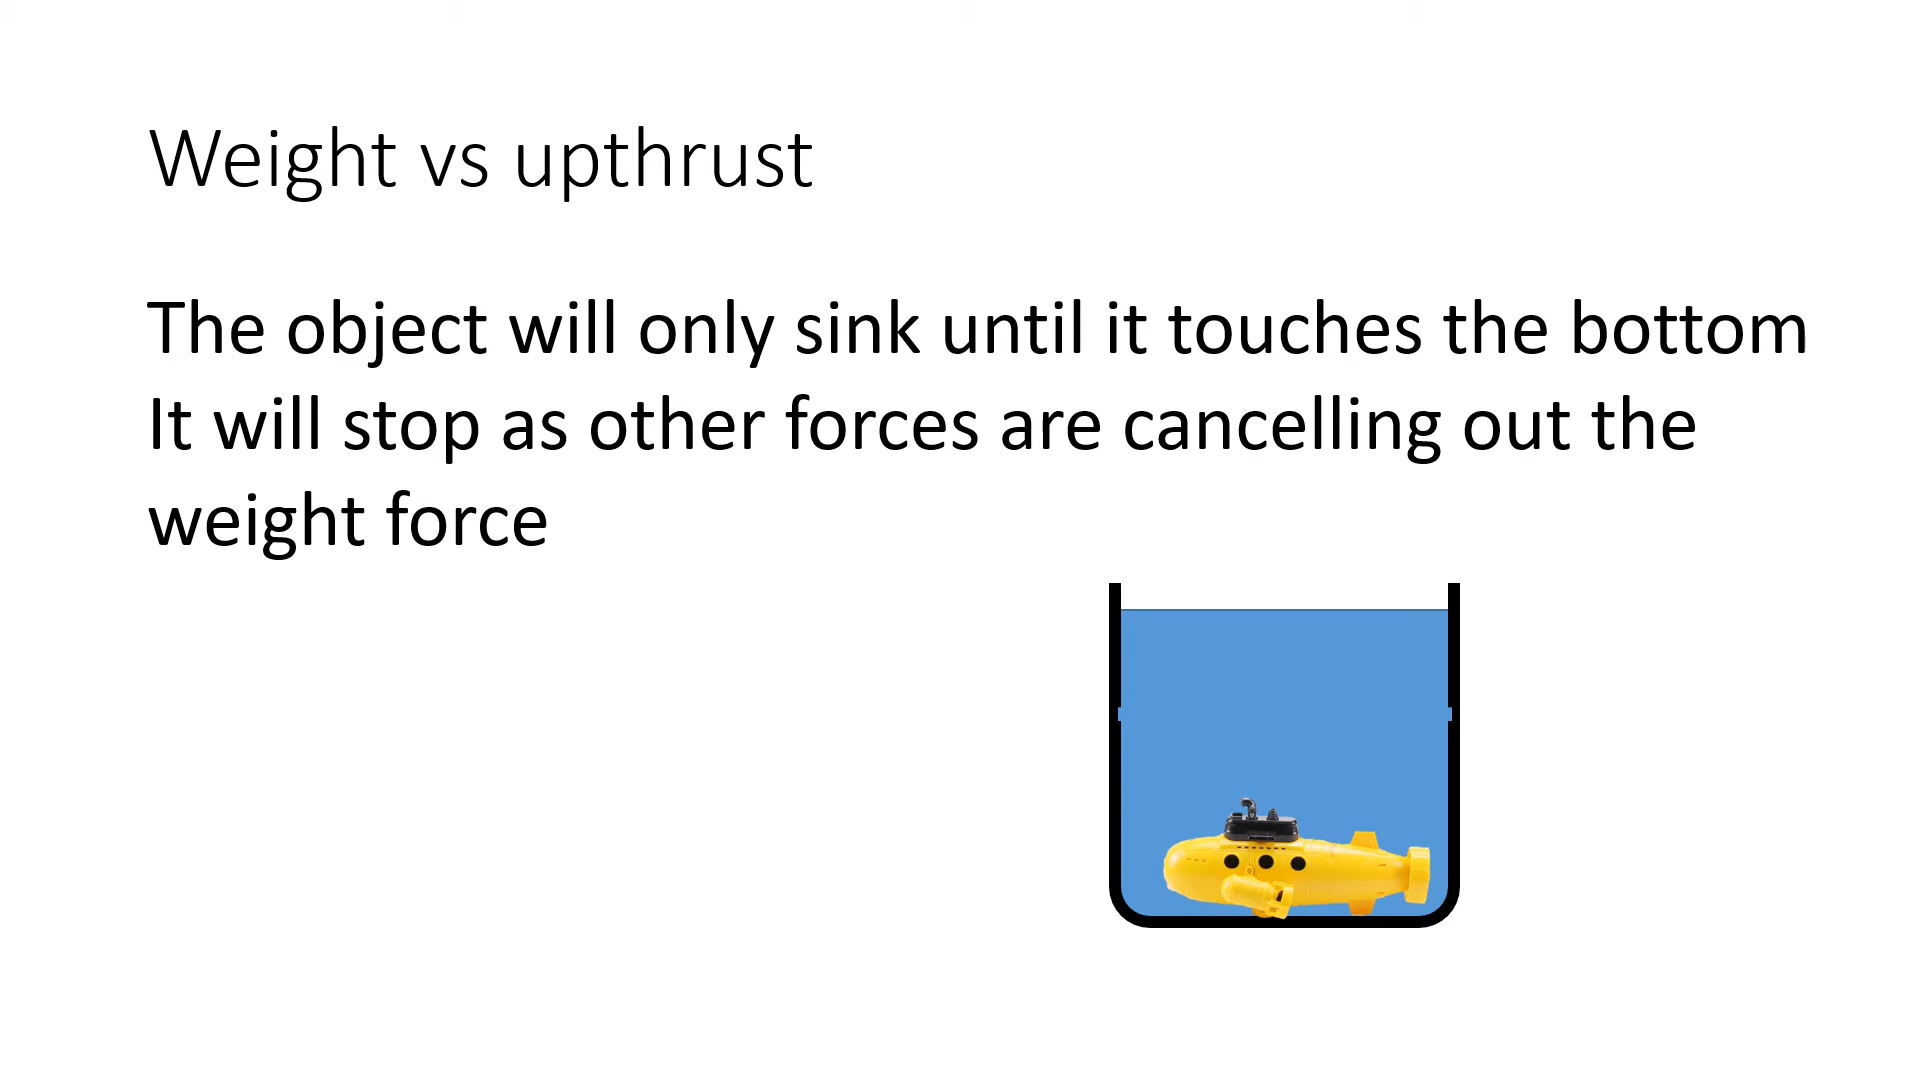 Weight vs upthrust
The object will only sink until it touches the bottom
It will stop as other forces are cancelling out the
weight force